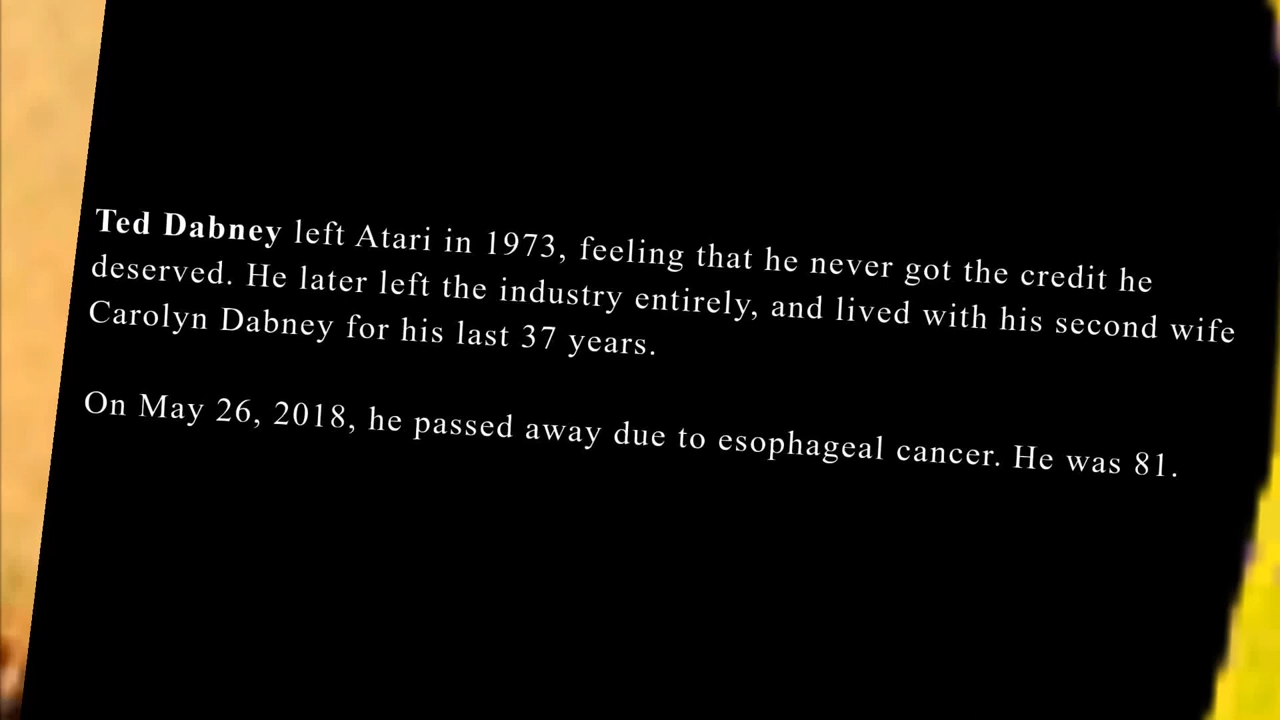 Ted Dabney left Atari in 1973, feeling that he never got the credit he
deserved. He later left the industry entirely, and lived with his second wife
Carolyn Dabney for his last 37 years.
On May 26, 2018, he passed away due to esophageal cancer. He was 81.